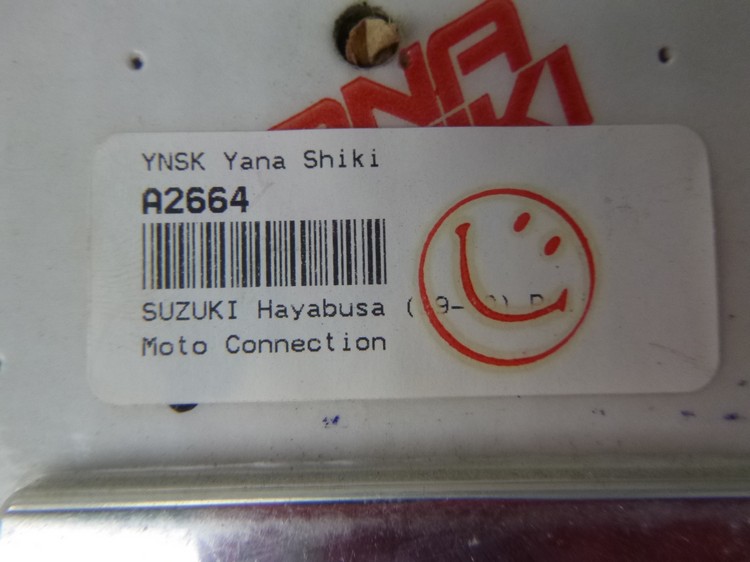 YNSK Yana Shiki
A2664
SUZUKI Hayabusa (
Moto Connection